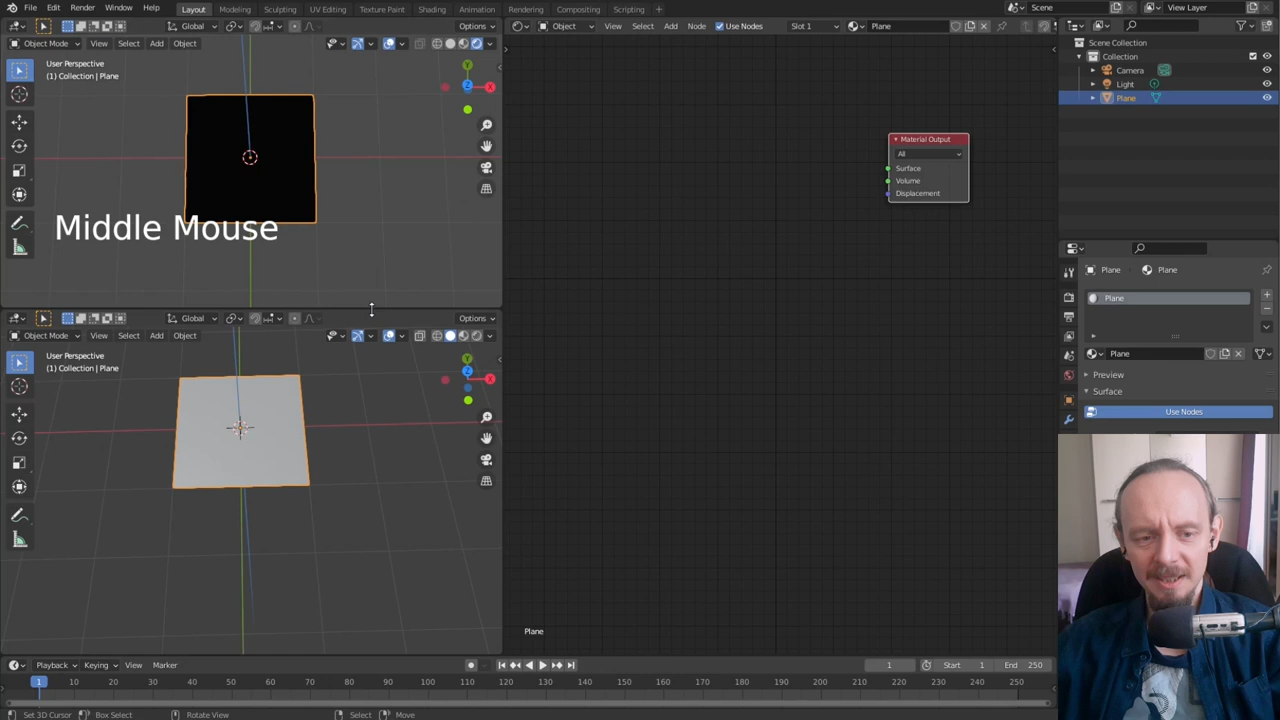 File Edit Render Window Help Layout Modeling Sculpting UV Editing Texture Paint Shading Animation Rendering Compositing Scripting + Scene View Layer
Global Options
Object View Select Add Node Use Nodes Slot 1 Plane
Object Mode View Select Add Object
User Perspective
(1) Collection | Plane
Y
Z
X
Middle Mouse
Global Options
Object Mode View Select Add Object
User Perspective
(1) Collection | Plane
Y
Z
X
Material Output
All
Surface
Volume
Displacement
Plane
Scene Collection
Collection
Camera
Light
Plane
Plane Plane
Plane
Plane
Preview
Surface
Use Nodes
Playback Keying View Marker 1 Start 1 End 250
1 10 20 30 40 50 60 70 80 90 100 110 120 130 140 150 160 170 180 190 200 210 220 230 240 250
Set 3D Cursor Box Select Rotate View Select Move